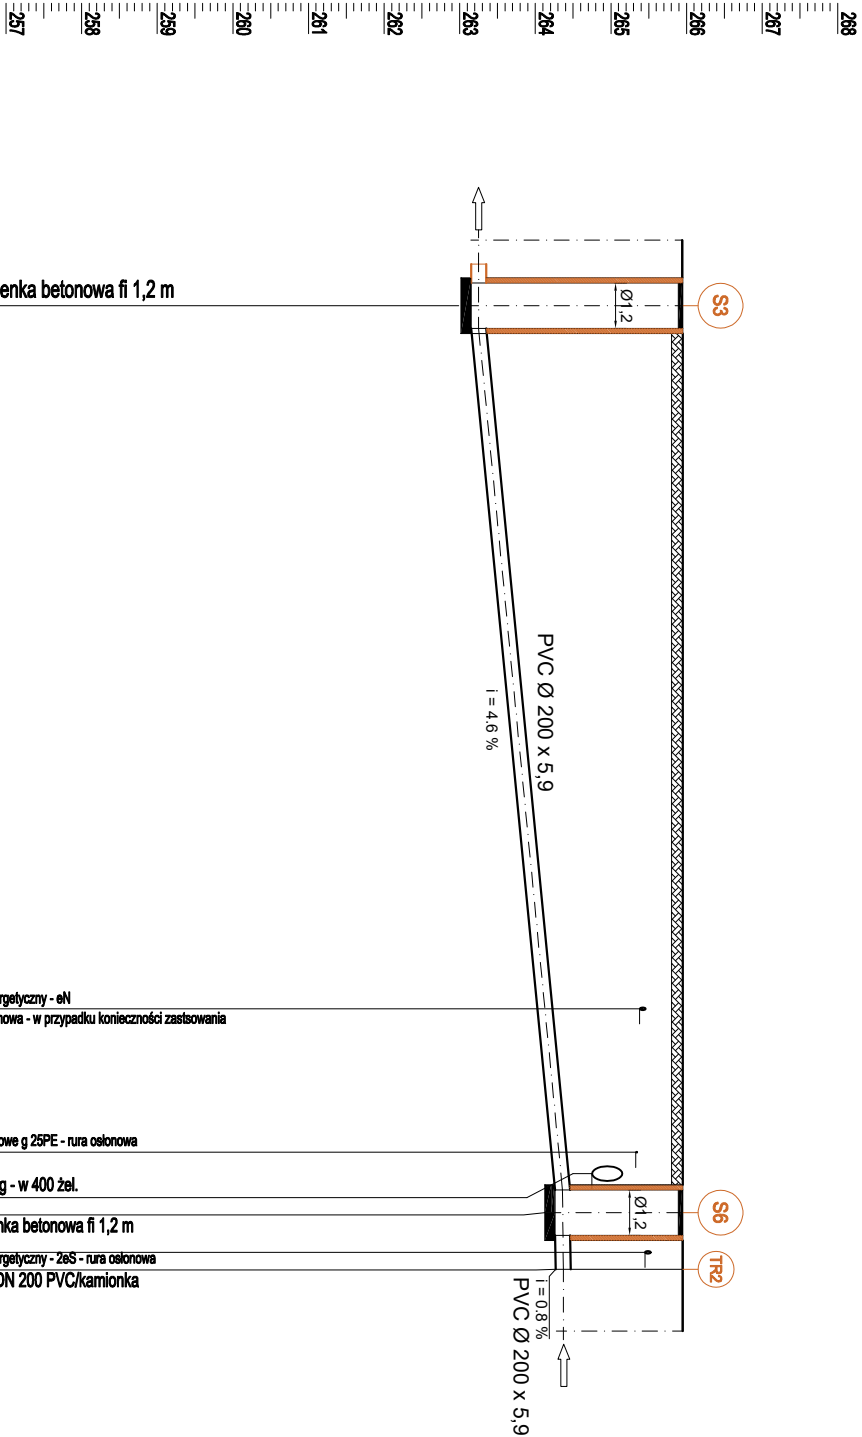 257 258 259 260 261 262 263 264 265 266 267 268
enka betonowa fi 1,2 m
Ø1,2
S3
PVC Ø 200 x 5,9
i = 4.6 %
rgetyczny - eN
nowa - w przypadku konieczności zastsowania
owe g 25PE - rura osłonowa
g - w 400 żel.
nka betonowa fi 1,2 m
Ø1,2
S6
rgetyczny - 2eS - rura osłonowa
TR2
DN 200 PVC/kamionka
i = 0.8 %
PVC Ø 200 x 5,9